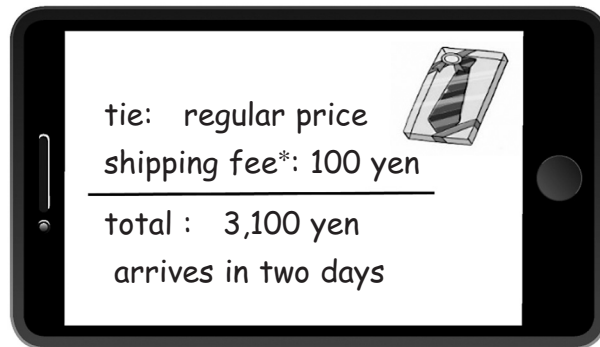 tie: regular price
shipping fee*: 100 yen
total : 3,100 yen
arrives in two days